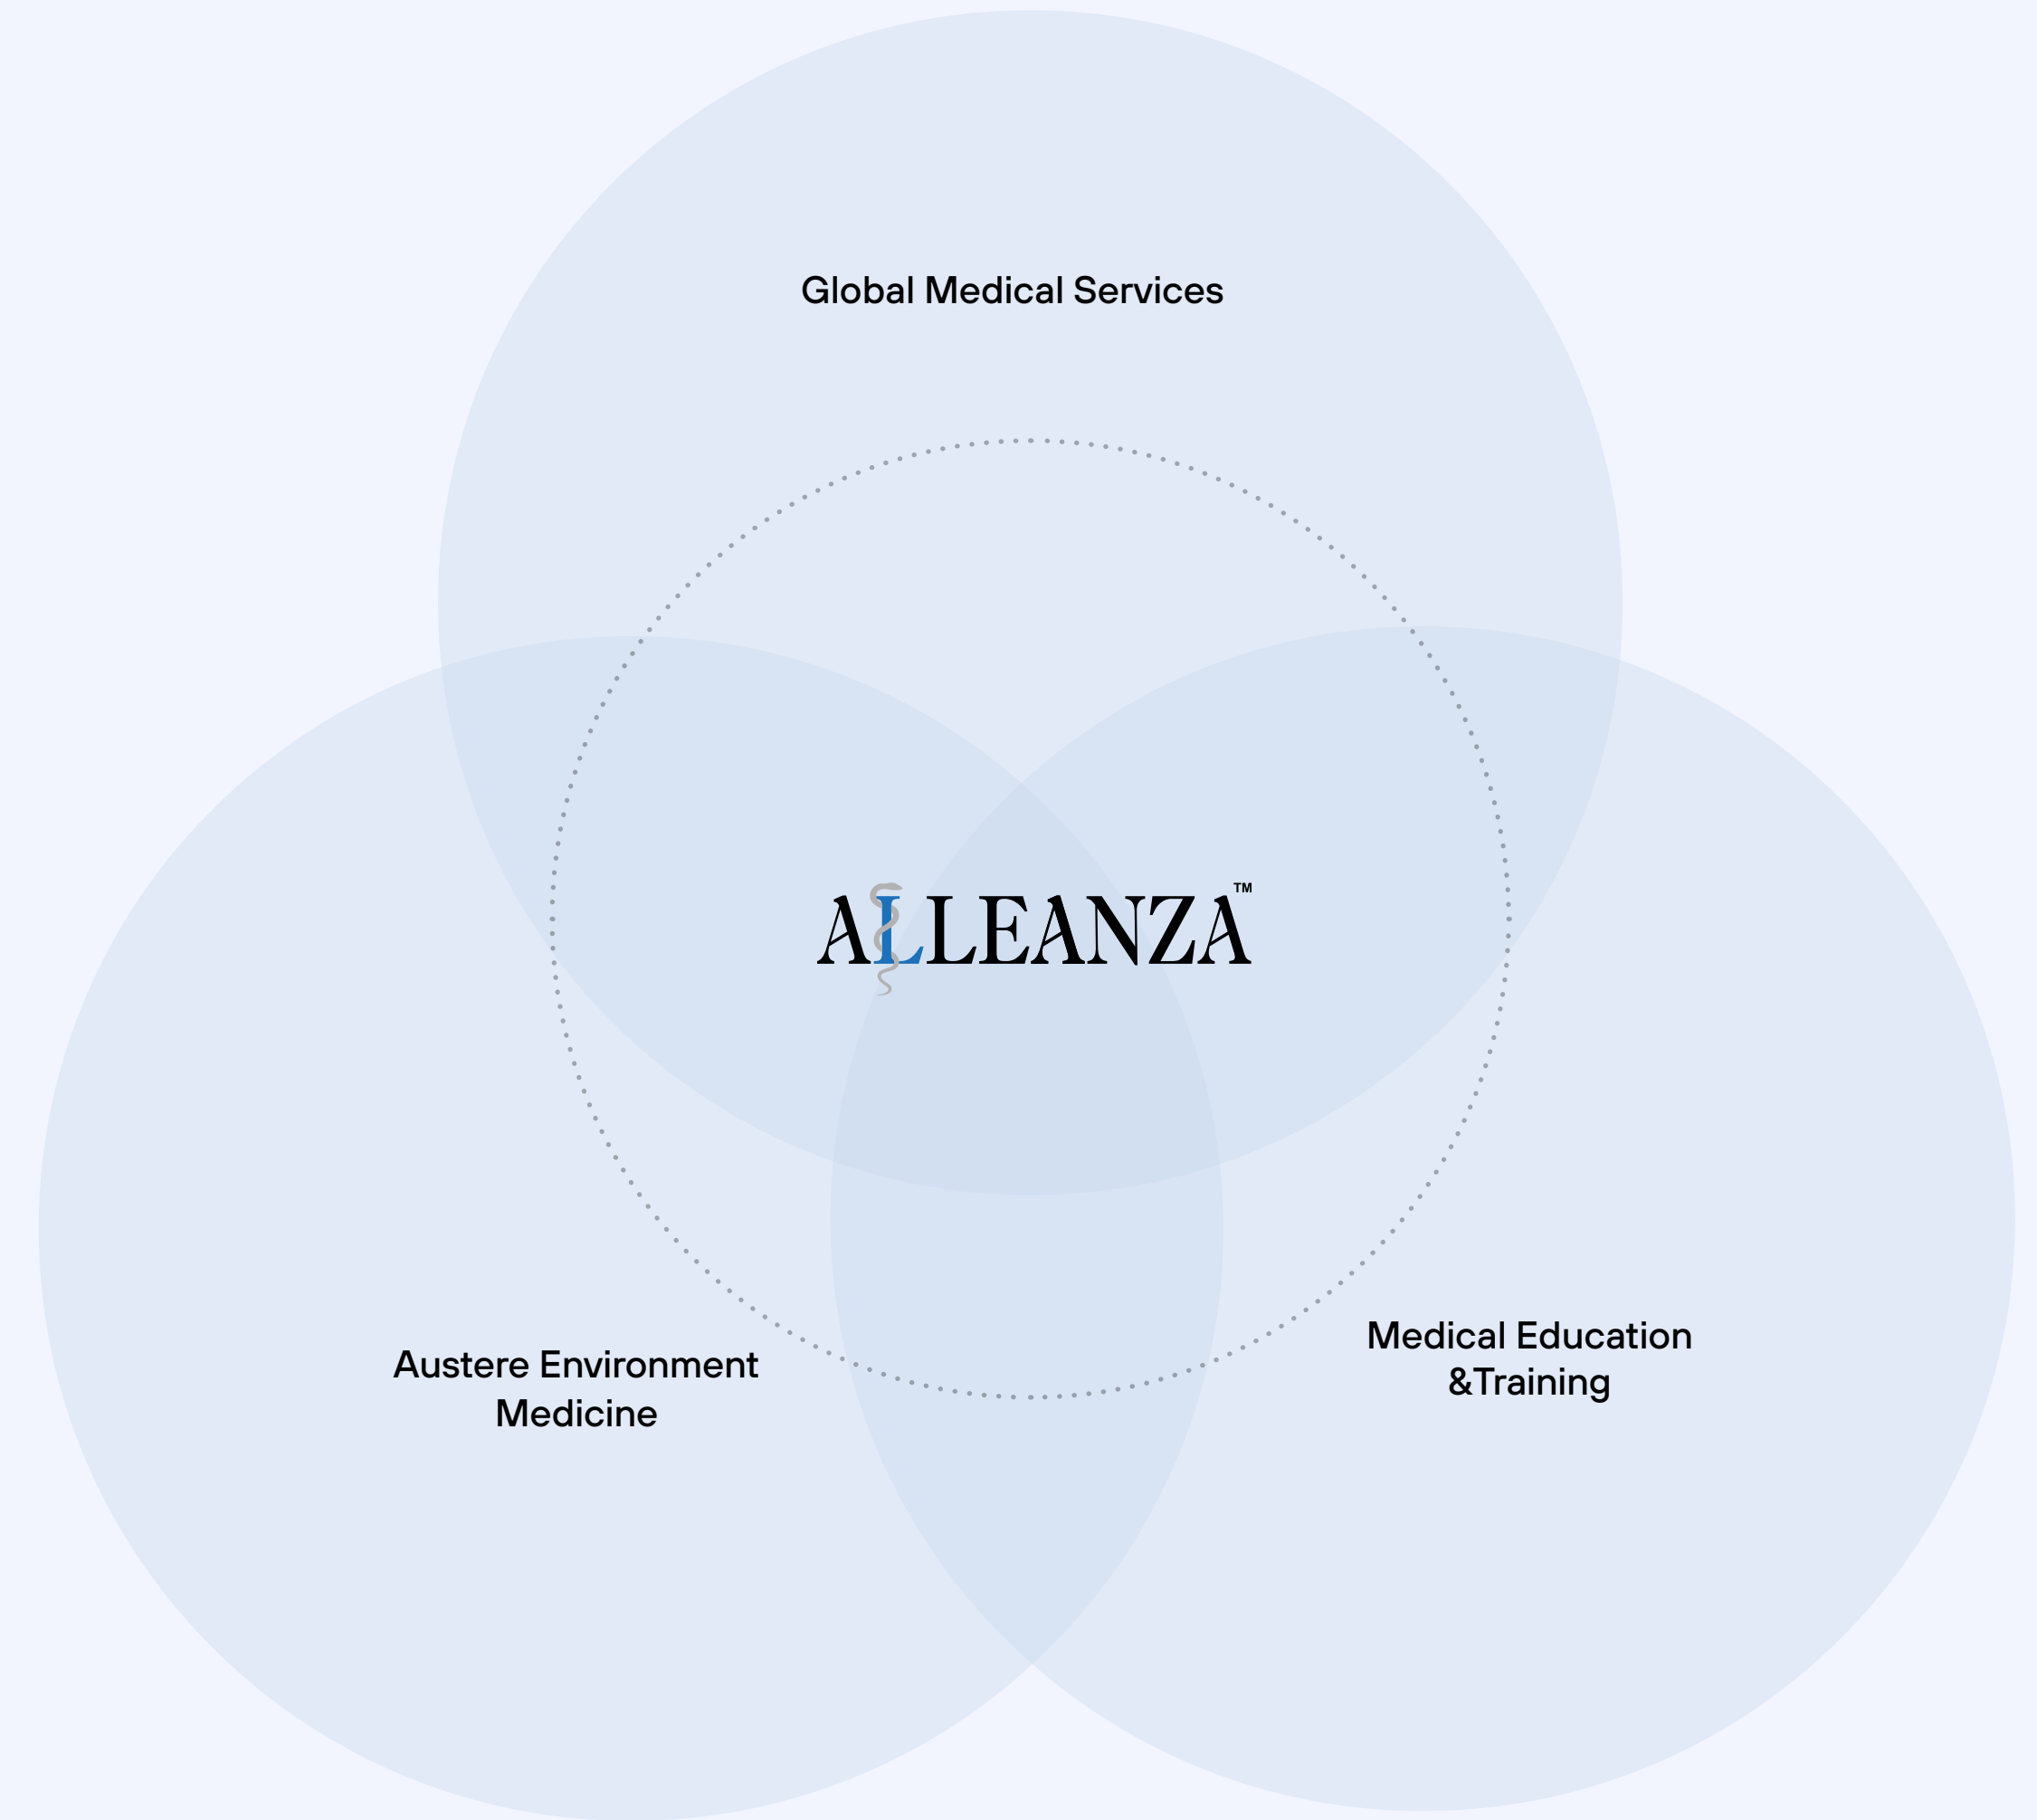 Global Medical Services
ALLEANZA™
Austere Environment
Medicine
Medical Education
&Training